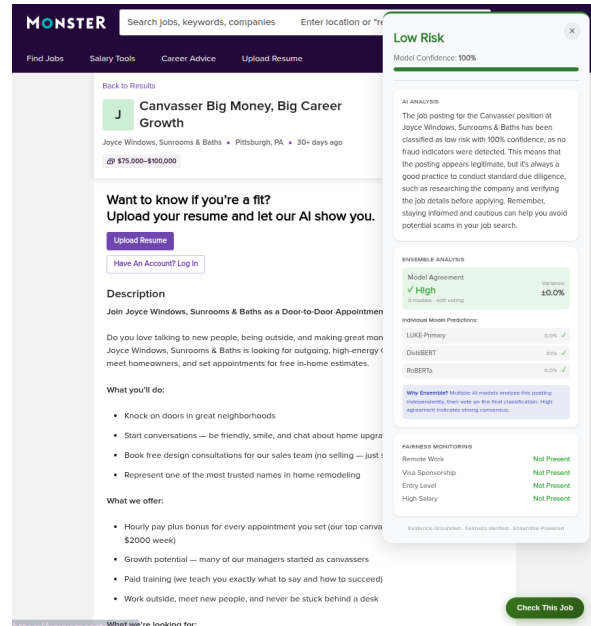 MONSTER
Search jobs, keywords, companies
Enter location or "re
Find Jobs
Salary Tools
Career Advice
Upload Resume
Back to Results
J
Canvasser Big Money, Big Career
Growth
Joyce Windows, Sunrooms & Baths • Pittsburgh, PA • 30+ days ago
$75,000–$100,000
Want to know if you're a fit?
Upload your resume and let our AI show you.
Upload Resume
Have An Account? Log In
Description
Join Joyce Windows, Sunrooms & Baths as a Door-to-Door Appointmen
Do you love talking to new people, being outside, and making great mon
Joyce Windows, Sunrooms & Baths is looking for outgoing, high-energy
meet homeowners, and set appointments for free in-home estimates.
What you'll do:
• Knock on doors in great neighborhoods
• Start conversations — be friendly, smile, and chat about home upgra
• Book free design consultations for our sales team (no selling — just s
• Represent one of the most trusted names in home remodeling
What we offer:
• Hourly pay plus bonus for every appointment you set (our top canva
$2000 week)
• Growth potential — many of our managers started as canvassers
• Paid training (we teach you exactly what to say and how to succeed)
• Work outside, meet new people, and never be stuck behind a desk
What we're looking for:
Low Risk
×
Model Confidence: 100%
AI ANALYSIS
The job posting for the Canvasser position at
Joyce Windows, Sunrooms & Baths has been
classified as low risk with 100% confidence, as no
fraud indicators were detected. This means that
the posting appears legitimate, but it's always a
good practice to conduct standard due diligence,
such as researching the company and verifying
the job details before applying. Remember,
staying informed and cautious can help you avoid
potential scams in your job search.
ENSEMBLE ANALYSIS
Model Agreement
✓ High
3 models · soft voting
Variance
±0.0%
Individual Model Predictions:
LUKE-Primary 0.0% ✓
DistilBERT 0.1% ✓
RoBERTa 0.0% ✓
Why Ensemble? Multiple AI models analyze this posting
independently, then vote on the final classification. High
agreement indicates strong consensus.
FAIRNESS MONITORING
Remote Work Not Present
Visa Sponsorship Not Present
Entry Level Not Present
High Salary Not Present
Evidence-Grounded · Fairness-Verified · Ensemble-Powered
Check This Job